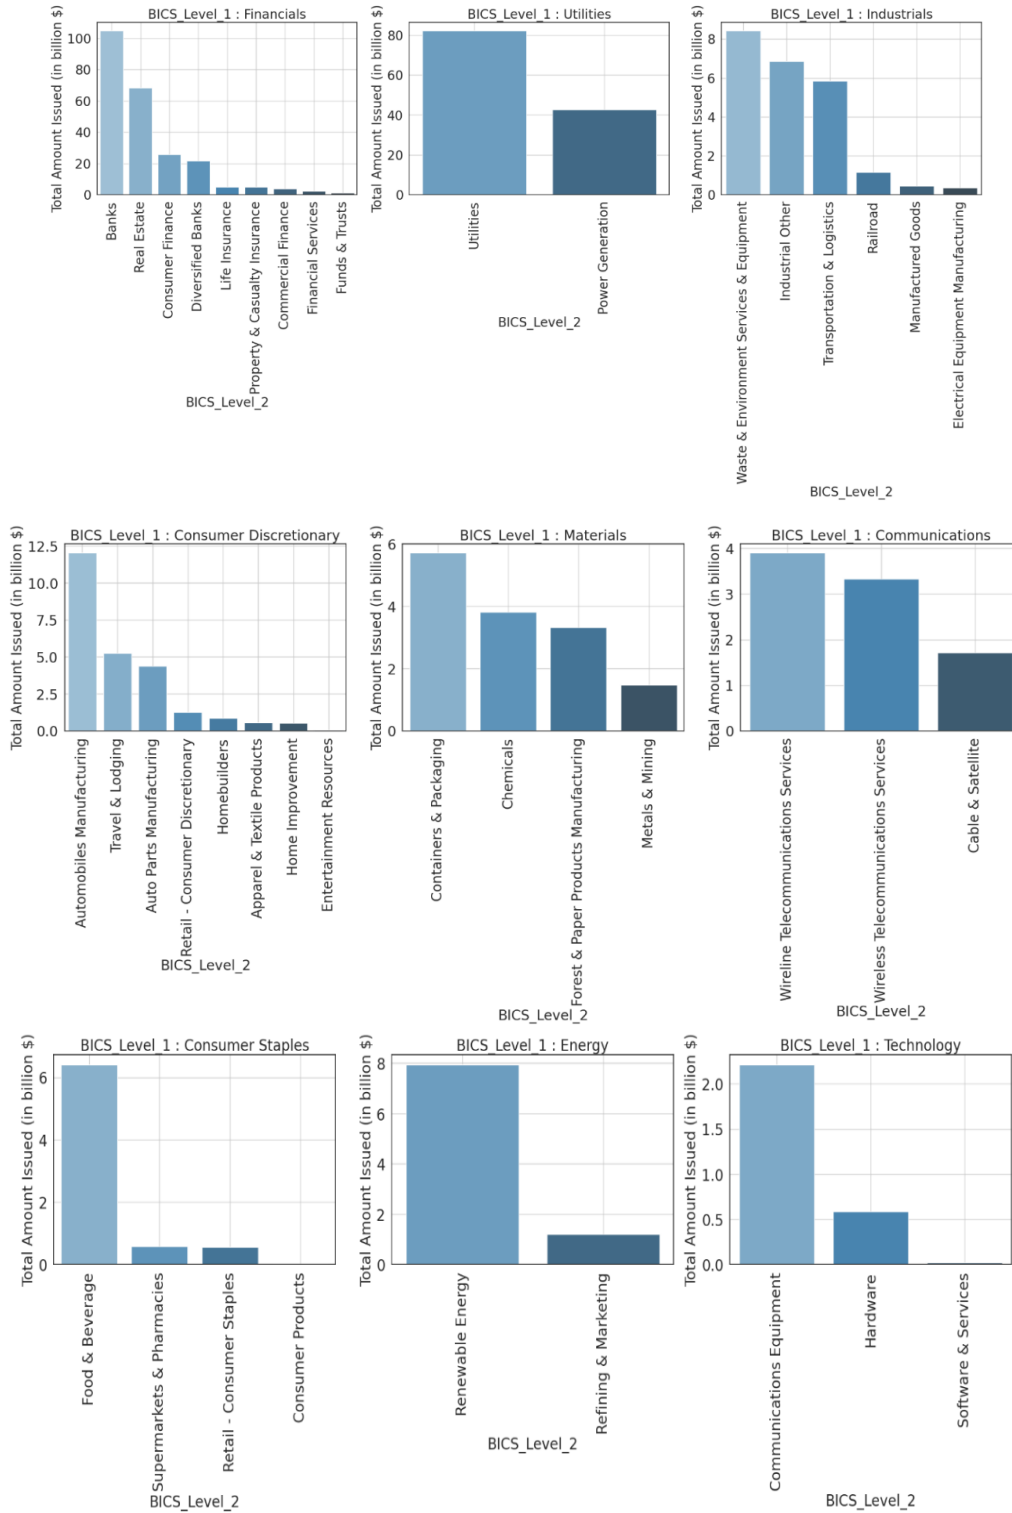 BICS_Level_1 : Financials
Total Amount Issued (in billion $)
100
80
60
40
20
0
Banks
Real Estate
Consumer Finance
Diversified Banks
Life Insurance
Property & Casualty Insurance
Commercial Finance
Financial Services
Funds & Trusts
BICS_Level_2
BICS_Level_1 : Utilities
Total Amount Issued (in billion $)
80
60
40
20
0
Utilities
Power Generation
BICS_Level_2
BICS_Level_1 : Industrials
Total Amount Issued (in billion $)
8
6
4
2
0
Waste & Environment Services & Equipment
Industrial Other
Transportation & Logistics
Railroad
Manufactured Goods
Electrical Equipment Manufacturing
BICS_Level_2
BICS_Level_1 : Consumer Discretionary
Total Amount Issued (in billion $)
12.5
10.0
7.5
5.0
2.5
0.0
Automobiles Manufacturing
Travel & Lodging
Auto Parts Manufacturing
Retail - Consumer Discretionary
Homebuilders
Apparel & Textile Products
Home Improvement
Entertainment Resources
BICS_Level_2
BICS_Level_1 : Materials
Total Amount Issued (in billion $)
6
4
2
0
Containers & Packaging
Chemicals
Forest & Paper Products Manufacturing
Metals & Mining
BICS_Level_2
BICS_Level_1 : Communications
Total Amount Issued (in billion $)
4
3
2
1
0
Wireline Telecommunications Services
Wireless Telecommunications Services
Cable & Satellite
BICS_Level_2
BICS_Level_1 : Consumer Staples
Total Amount Issued (in billion $)
6
4
2
0
Food & Beverage
Supermarkets & Pharmacies
Retail - Consumer Staples
Consumer Products
BICS_Level_2
BICS_Level_1 : Energy
Total Amount Issued (in billion $)
8
6
4
2
0
Renewable Energy
Refining & Marketing
BICS_Level_2
BICS_Level_1 : Technology
Total Amount Issued (in billion $)
2.0
1.5
1.0
0.5
0.0
Communications Equipment
Hardware
Software & Services
BICS_Level_2